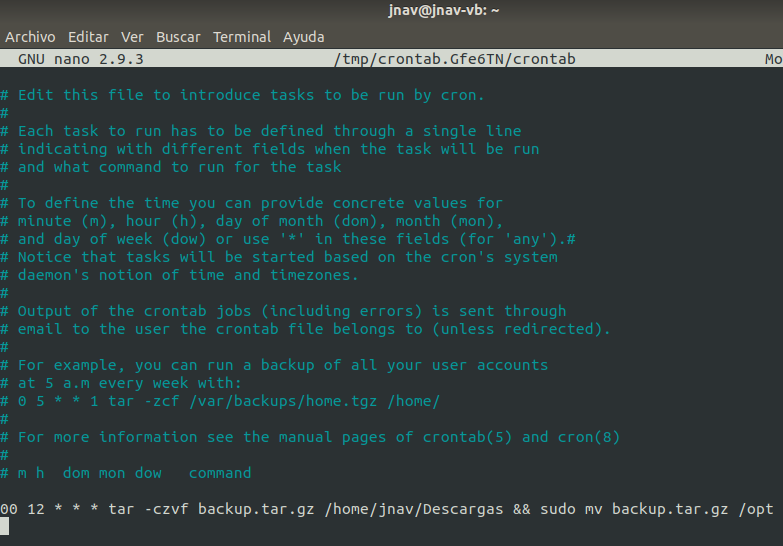 jnav@jnav-vb: ~
Archivo Editar Ver Buscar Terminal Ayuda
GNU nano 2.9.3 /tmp/crontab.Gfe6TN/crontab Mo
# Edit this file to introduce tasks to be run by cron.
#
# Each task to run has to be defined through a single line
# indicating with different fields when the task will be run
# and what command to run for the task
#
# To define the time you can provide concrete values for
# minute (m), hour (h), day of month (dom), month (mon),
# and day of week (dow) or use '*' in these fields (for 'any').#
# Notice that tasks will be started based on the cron's system
# daemon's notion of time and timezones.
#
# Output of the crontab jobs (including errors) is sent through
# email to the user the crontab file belongs to (unless redirected).
#
# For example, you can run a backup of all your user accounts
# at 5 a.m every week with:
# 0 5 * * 1 tar -zcf /var/backups/home.tgz /home/
#
# For more information see the manual pages of crontab(5) and cron(8)
#
# m h  dom mon dow   command
00 12 * * * tar -czvf backup.tar.gz /home/jnav/Descargas && sudo mv backup.tar.gz /opt